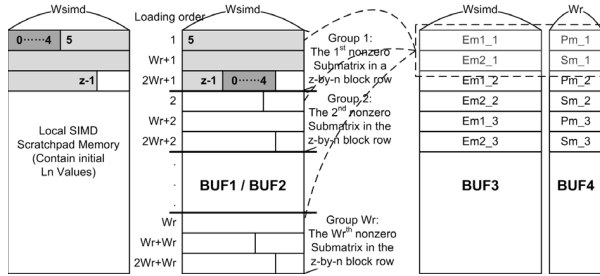 Wsimd Loading order Wsimd Wsimd Wr
0······4 5 1 5 Group 1: Em1_1 Pm_1
The 1st nonzero
Wr+1 Submatrix in a Em2_1 Sm_1
z-1 2Wr+1 z-1 0······4 z-by-n block row Em1_2 Pm_2
2 Group 2: Em2_2 Sm_2
The 2nd nonzero
Wr+2 Submatrix in the Em1_3 Pm_3
2Wr+2 z-by-n block row Em2_3 Sm_3
Local SIMD
Scratchpad Memory
(Contain initial
Ln Values)
.
.
.
BUF1 / BUF2 BUF3 BUF4
Wr Group Wr:
The Wrth nonzero
Wr+Wr Submatrix in the
2Wr+Wr z-by-n block row